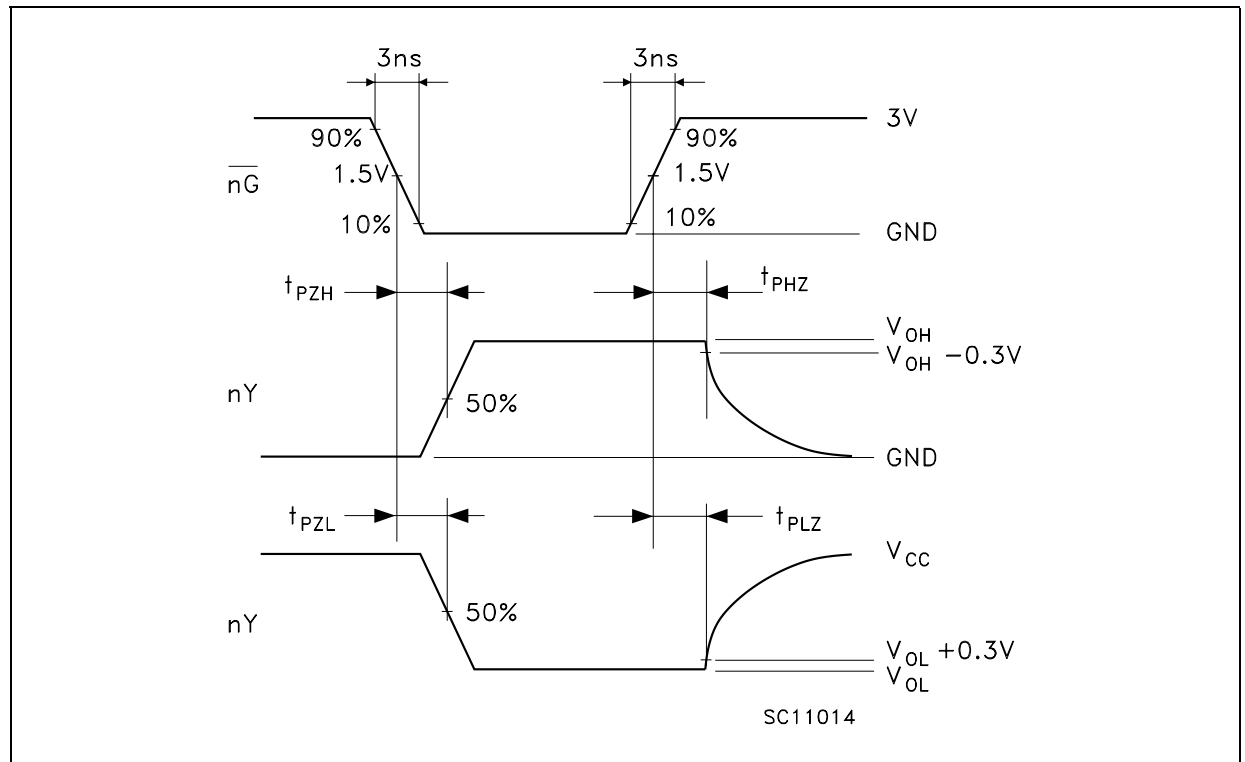 3ns 3ns
3V
90% 90%
nG 1.5V 1.5V
10% 10%
GND
tPZH tPHZ
VOH
VOH -0.3V
nY 50%
GND
tPZL tPLZ
VCC
nY 50%
VOL +0.3V
VOL
SC11014